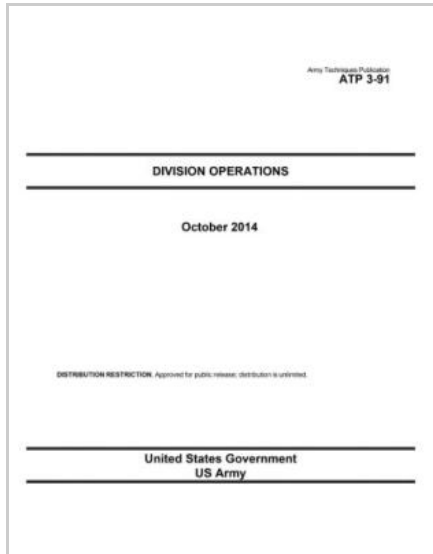 Army Techniques Publication
ATP 3-91
DIVISION OPERATIONS
October 2014
DISTRIBUTION RESTRICTION. Approved for public release; distribution is unlimited.
United States Government
US Army